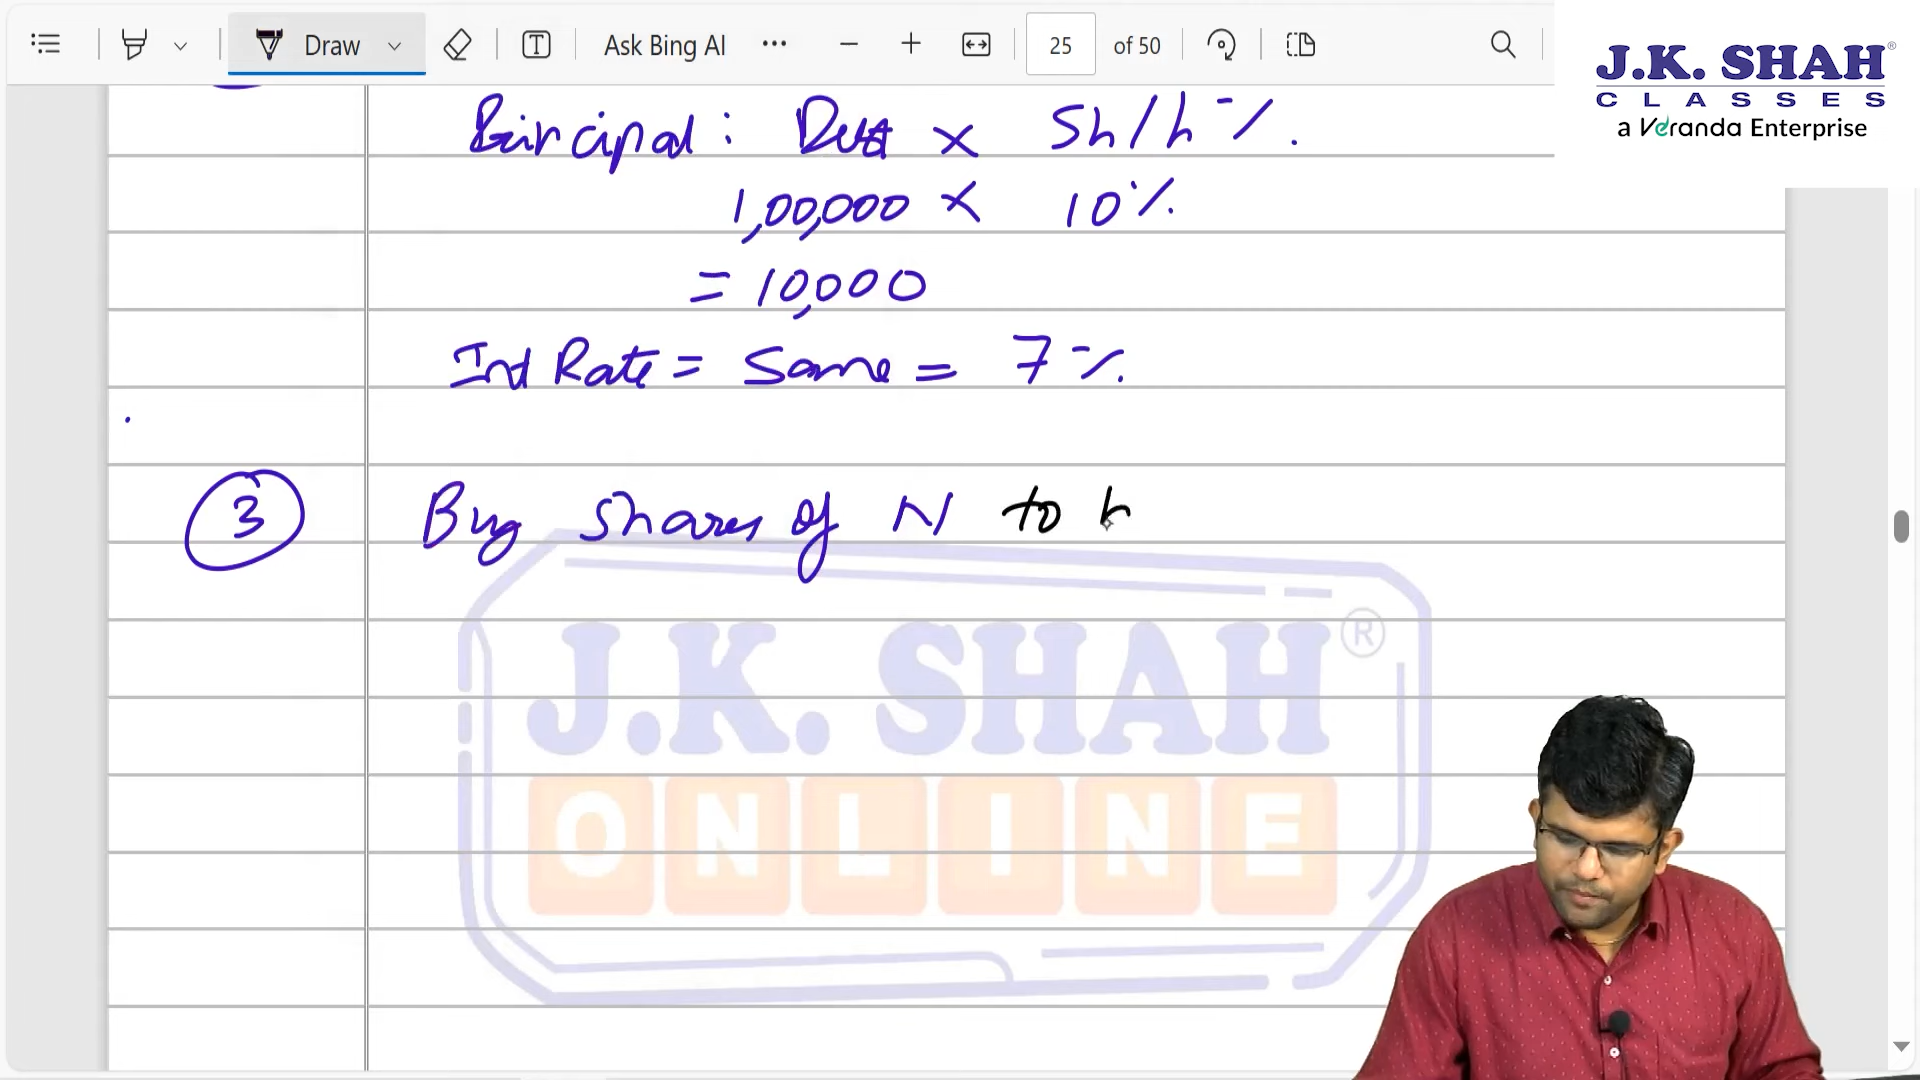 Draw
Ask Bing AI
25 of 50
J.K. SHAH®
CLASSES
a Veranda Enterprise
Principal : Debt × Sh/h %.
1,00,000 × 10%
= 10,000
Int Rate = Same = 7%.
3 Buy Shares of N to
J.K. SHAH®
ONLINE